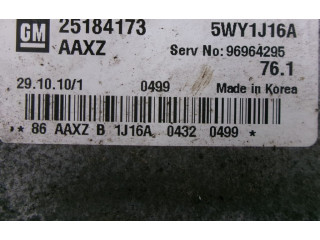 GM 25184173 5WY1J16A
AAXZ Serv No: 96964295
76.1
29.10.10/1 0499 Made in Korea
* 86 AAXZ B 1J16A 0432 0499 *